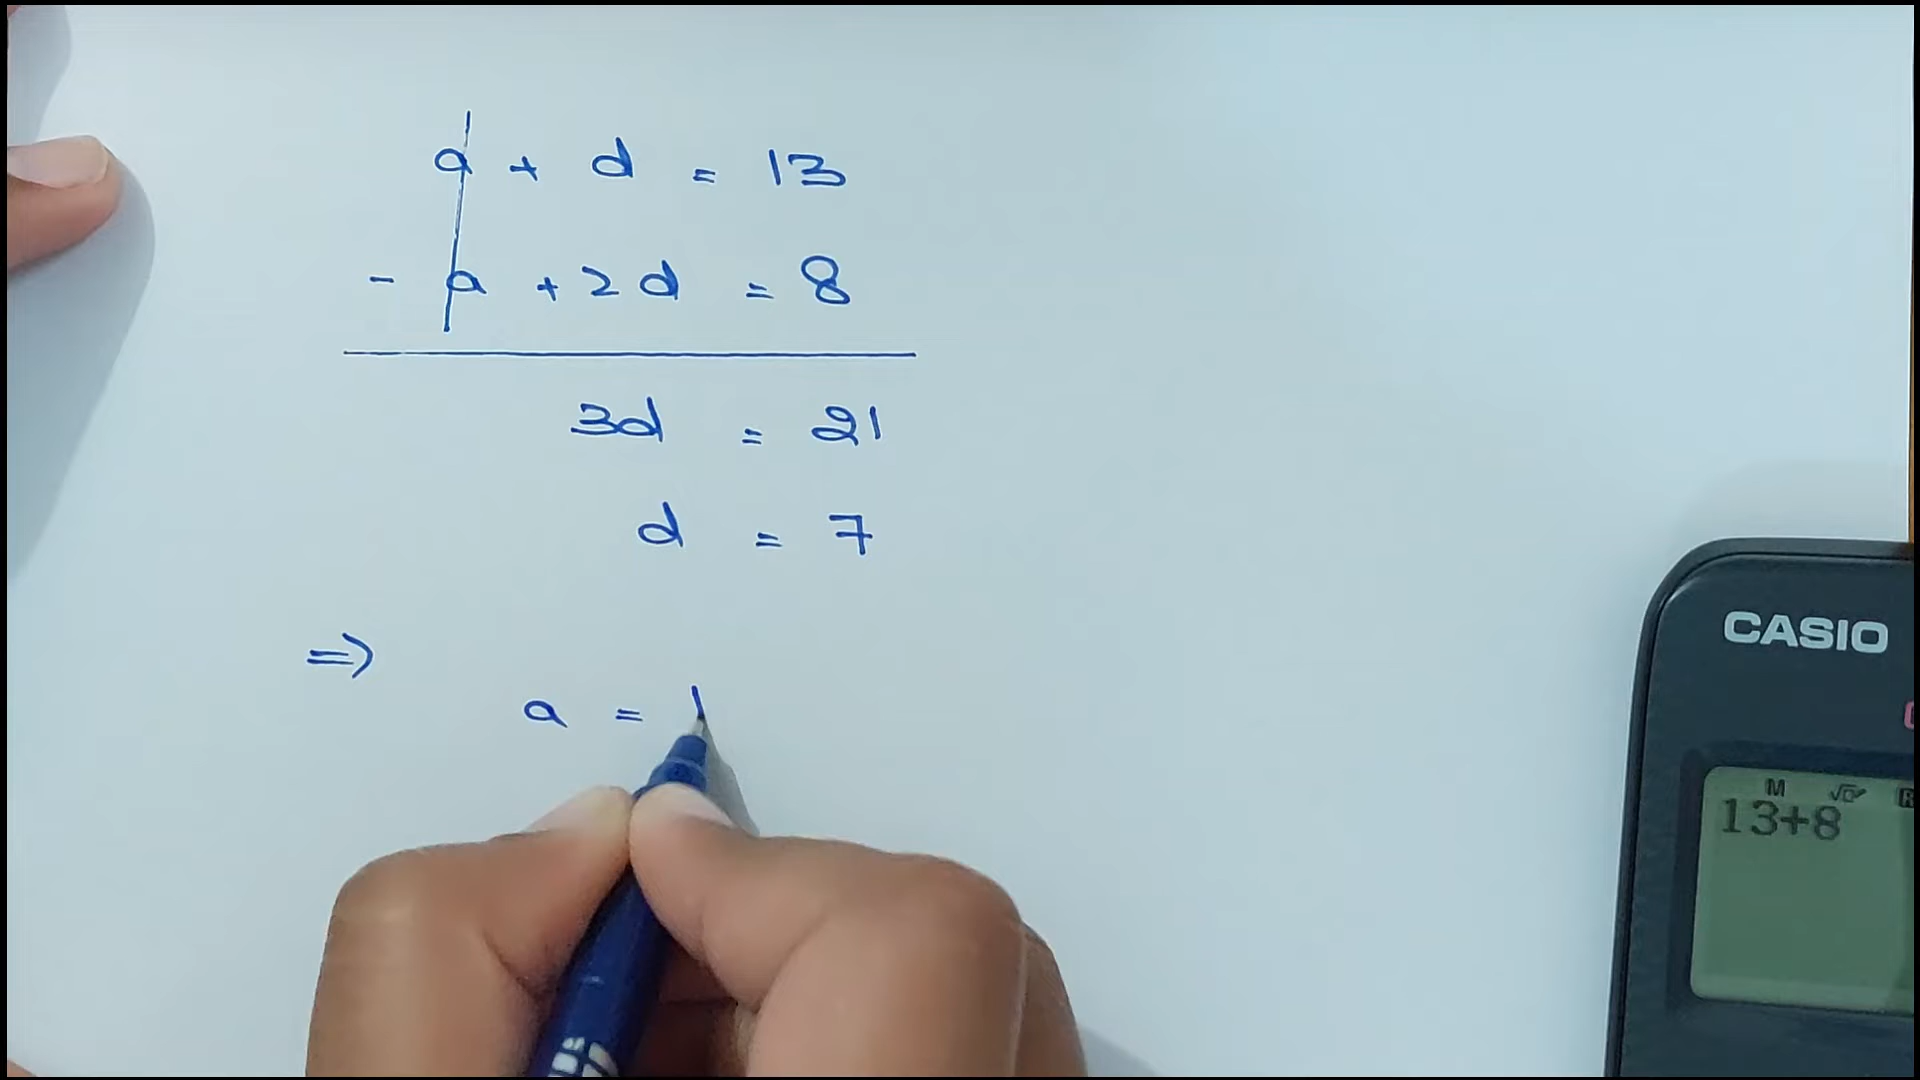 a + d = 13
- a + 2d = 8
3d = 21
d = 7
⇒
a = 1
CASIO
M
13+8